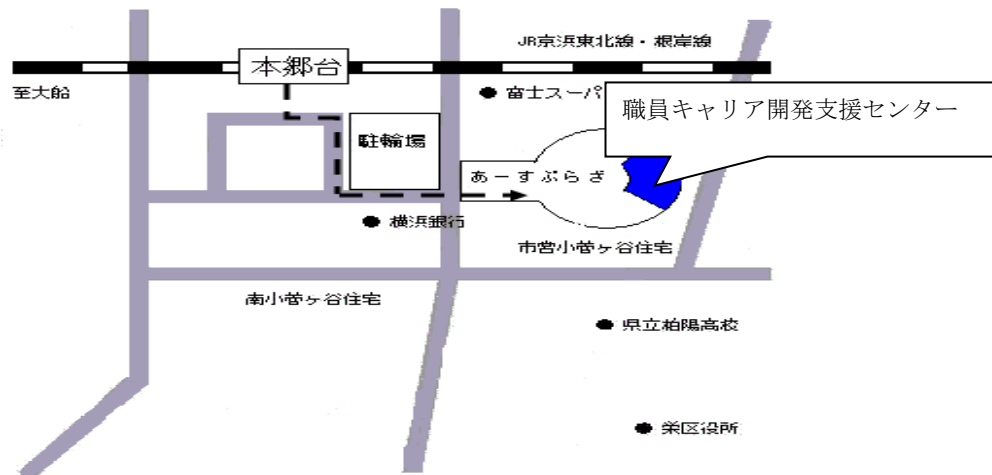 JR京浜東北線・根岸線
本郷台
至大船
富士スーパ
職員キャリア開発支援センター
駐輪場
あーすぷらざ
横浜銀行
市営小菅ヶ谷住宅
南小菅ヶ谷住宅
県立柏陽高校
栄区役所